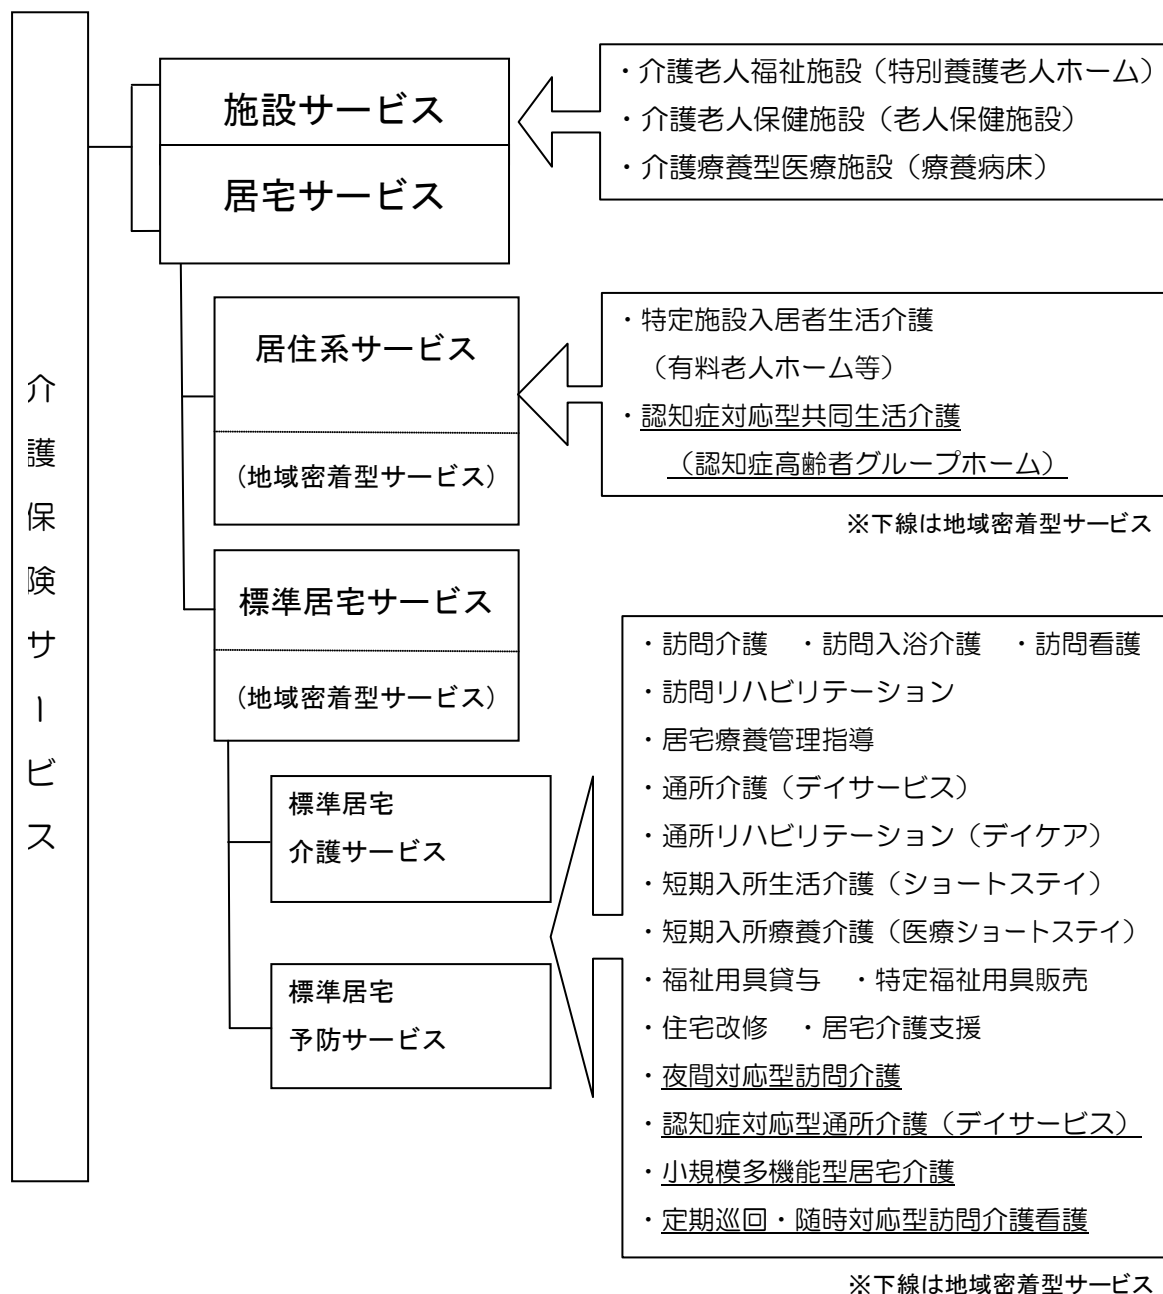 介護保険サービス
施設サービス
居宅サービス
・介護老人福祉施設（特別養護老人ホーム）
・介護老人保健施設（老人保健施設）
・介護療養型医療施設（療養病床）
居住系サービス
（地域密着型サービス）
・特定施設入居者生活介護
（有料老人ホーム等）
・認知症対応型共同生活介護
（認知症高齢者グループホーム）
※下線は地域密着型サービス
標準居宅サービス
（地域密着型サービス）
標準居宅
介護サービス
標準居宅
予防サービス
・訪問介護　・訪問入浴介護　・訪問看護
・訪問リハビリテーション
・居宅療養管理指導
・通所介護（デイサービス）
・通所リハビリテーション（デイケア）
・短期入所生活介護（ショートステイ）
・短期入所療養介護（医療ショートステイ）
・福祉用具貸与　・特定福祉用具販売
・住宅改修　・居宅介護支援
・夜間対応型訪問介護
・認知症対応型通所介護（デイサービス）
・小規模多機能型居宅介護
・定期巡回・随時対応型訪問介護看護
※下線は地域密着型サービス